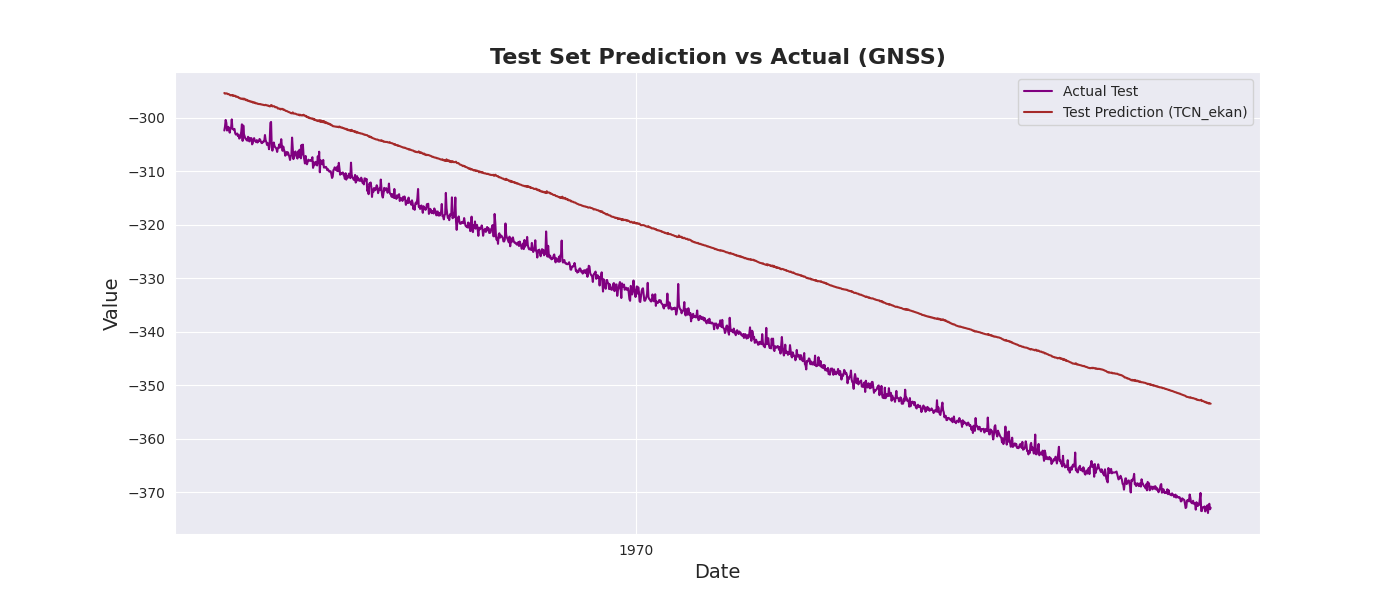 Test Set Prediction vs Actual (GNSS)
Actual Test
Test Prediction (TCN_ekan)
−300
−310
−320
−330
−340
−350
−360
−370
Value
1970
Date